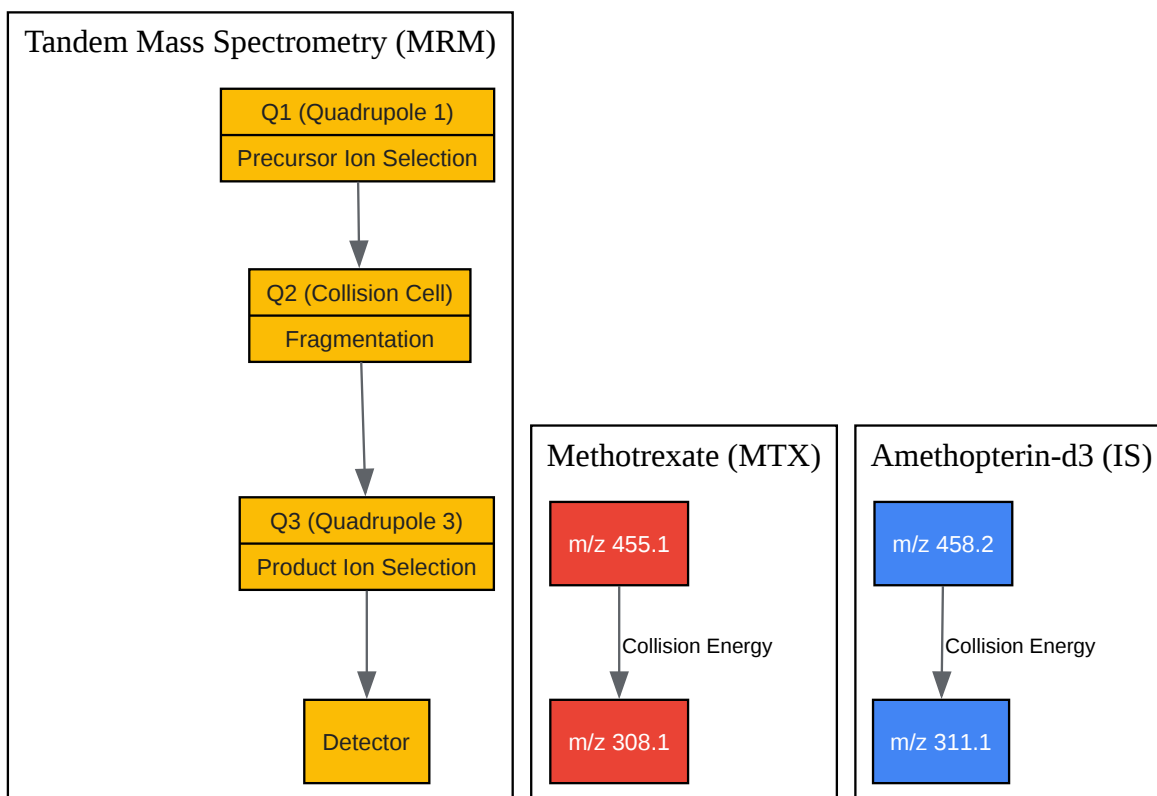 Tandem Mass Spectrometry (MRM)
Q1 (Quadrupole 1)
Precursor Ion Selection
Q2 (Collision Cell)
Fragmentation
Q3 (Quadrupole 3)
Product Ion Selection
Detector
Methotrexate (MTX)
m/z 455.1
Collision Energy
m/z 308.1
Amethopterin-d3 (IS)
m/z 458.2
Collision Energy
m/z 311.1